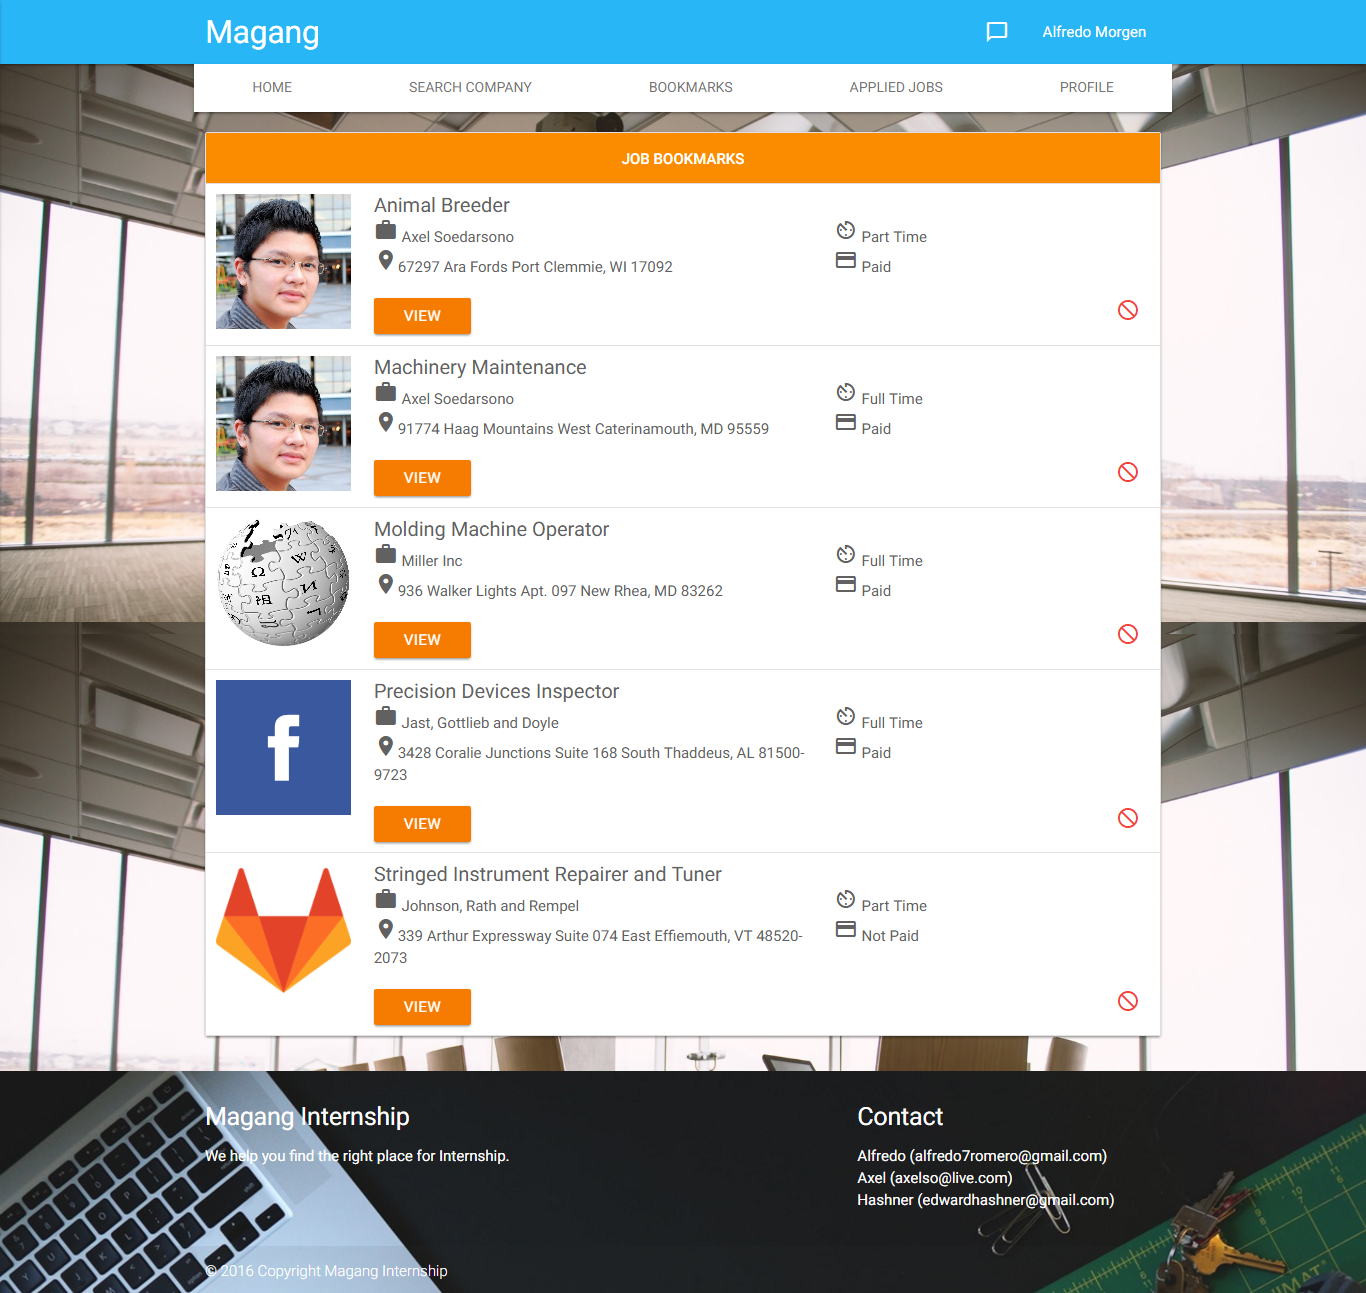 Magang
Alfredo Morgen
HOME
SEARCH COMPANY
BOOKMARKS
APPLIED JOBS
PROFILE
JOB BOOKMARKS
Animal Breeder
Axel Soedarsono
Part Time
67297 Ara Fords Port Clemmie, WI 17092
Paid
VIEW
Machinery Maintenance
Axel Soedarsono
Full Time
91774 Haag Mountains West Caterinamouth, MD 95559
Paid
VIEW
Molding Machine Operator
Miller Inc
Full Time
936 Walker Lights Apt. 097 New Rhea, MD 83262
Paid
VIEW
Precision Devices Inspector
Jast, Gottlieb and Doyle
Full Time
3428 Coralie Junctions Suite 168 South Thaddeus, AL 81500-
9723
Paid
VIEW
Stringed Instrument Repairer and Tuner
Johnson, Rath and Rempel
Part Time
339 Arthur Expressway Suite 074 East Effiemouth, VT 48520-
2073
Not Paid
VIEW
Magang Internship
We help you find the right place for Internship.
Contact
Alfredo (alfredo7romero@gmail.com)
Axel (axelso@live.com)
Hashner (edwardhashner@gmail.com)
© 2016 Copyright Magang Internship